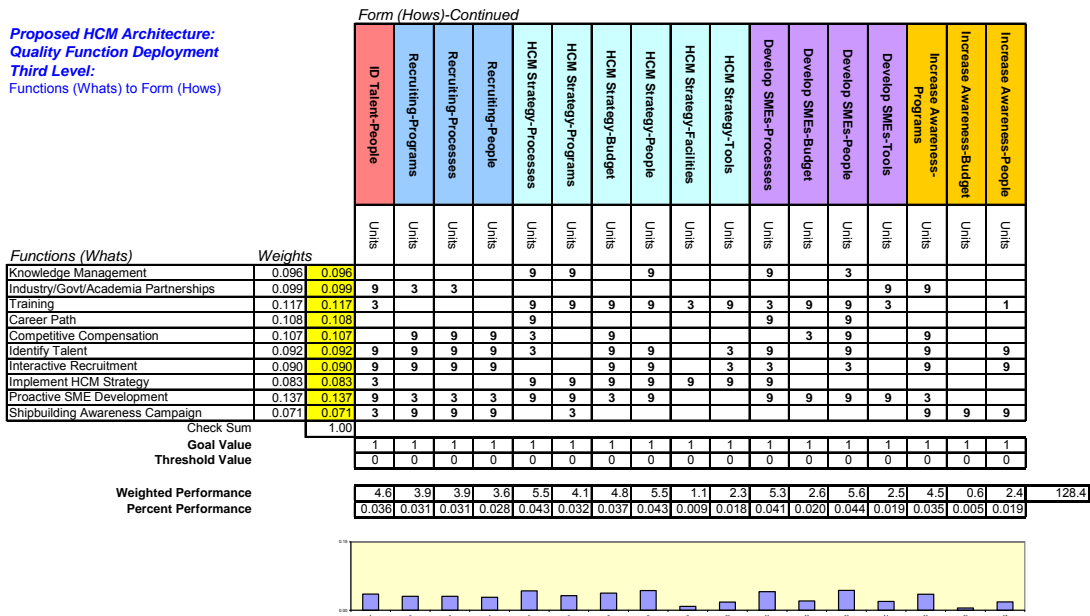 Form (Hows)-Continued
Proposed HCM Architecture:
Quality Function Deployment
Third Level:
Functions (Whats) to Form (Hows)
ID Talent-People
Recruiting-Programs
Recruiting-Processes
Recruiting-People
HCM Strategy-Processes
HCM Strategy-Programs
HCM Strategy-Budget
HCM Strategy-People
HCM Strategy-Facilities
HCM Strategy-Tools
Develop SMEs-Processes
Develop SMEs-Budget
Develop SMEs-People
Develop SMEs-Tools
Increase Awareness-
Programs
Increase Awareness-Budget
Increase Awareness-People
Units Units Units Units Units Units Units Units Units Units Units Units Units Units Units Units Units
Functions (Whats) Weights
Knowledge Management 0.096 0.096 9 9 9 9 3
Industry/Govt/Academia Partnerships 0.099 0.099 9 3 3 9 9
Training 0.117 0.117 3 9 9 9 9 3 9 3 9 9 3 1
Career Path 0.108 0.108 9 9 9
Competitive Compensation 0.107 0.107 9 9 9 3 9 3 9 9
Identify Talent 0.092 0.092 9 9 9 9 3 9 9 3 9 9 9 9
Interactive Recruitment 0.090 0.090 9 9 9 9 9 9 3 3 3 9 9
Implement HCM Strategy 0.083 0.083 3 9 9 9 9 9 9 9
Proactive SME Development 0.137 0.137 9 3 3 3 9 9 3 9 9 9 9 9 3
Shipbuilding Awareness Campaign 0.071 0.071 3 9 9 9 3 9 9 9
Check Sum 1.00
Goal Value 1 1 1 1 1 1 1 1 1 1 1 1 1 1 1 1 1
Threshold Value 0 0 0 0 0 0 0 0 0 0 0 0 0 0 0 0 0
Weighted Performance 4.6 3.9 3.9 3.6 5.5 4.1 4.8 5.5 1.1 2.3 5.3 2.6 5.6 2.5 4.5 0.6 2.4 128.4
Percent Performance 0.036 0.031 0.031 0.028 0.043 0.032 0.037 0.043 0.009 0.018 0.041 0.020 0.044 0.019 0.035 0.005 0.019
0.00